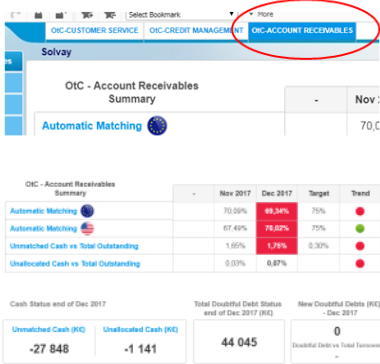 Select Bookmark
More
OtC-CUSTOMER SERVICE OtC-CREDIT MANAGEMENT OtC-ACCOUNT RECEIVABLES
Solvay
OtC - Account Receivables
Summary
- Nov
Automatic Matching 70,0
OtC - Account Receivables
Summary
- Nov 2017 Dec 2017 Target Trend
Automatic Matching 70,09% 69,34% 75%
Automatic Matching 67,49% 78,02% 75%
Unmatched Cash vs Total Outstanding 1,65% 1,75% 0,30%
Unallocated Cash vs Total Outstanding 0,03% 0,07%
Cash Status end of Dec 2017
Total Doubtful Debt Status
end of Dec 2017 (K€)
New Doubtful Debts (K€)
- Dec 2017
Unmatched Cash (K€) Unallocated Cash (K€)
-27 848 -1 141
44 045
0
Doubtful Debt vs Total Turnover
-